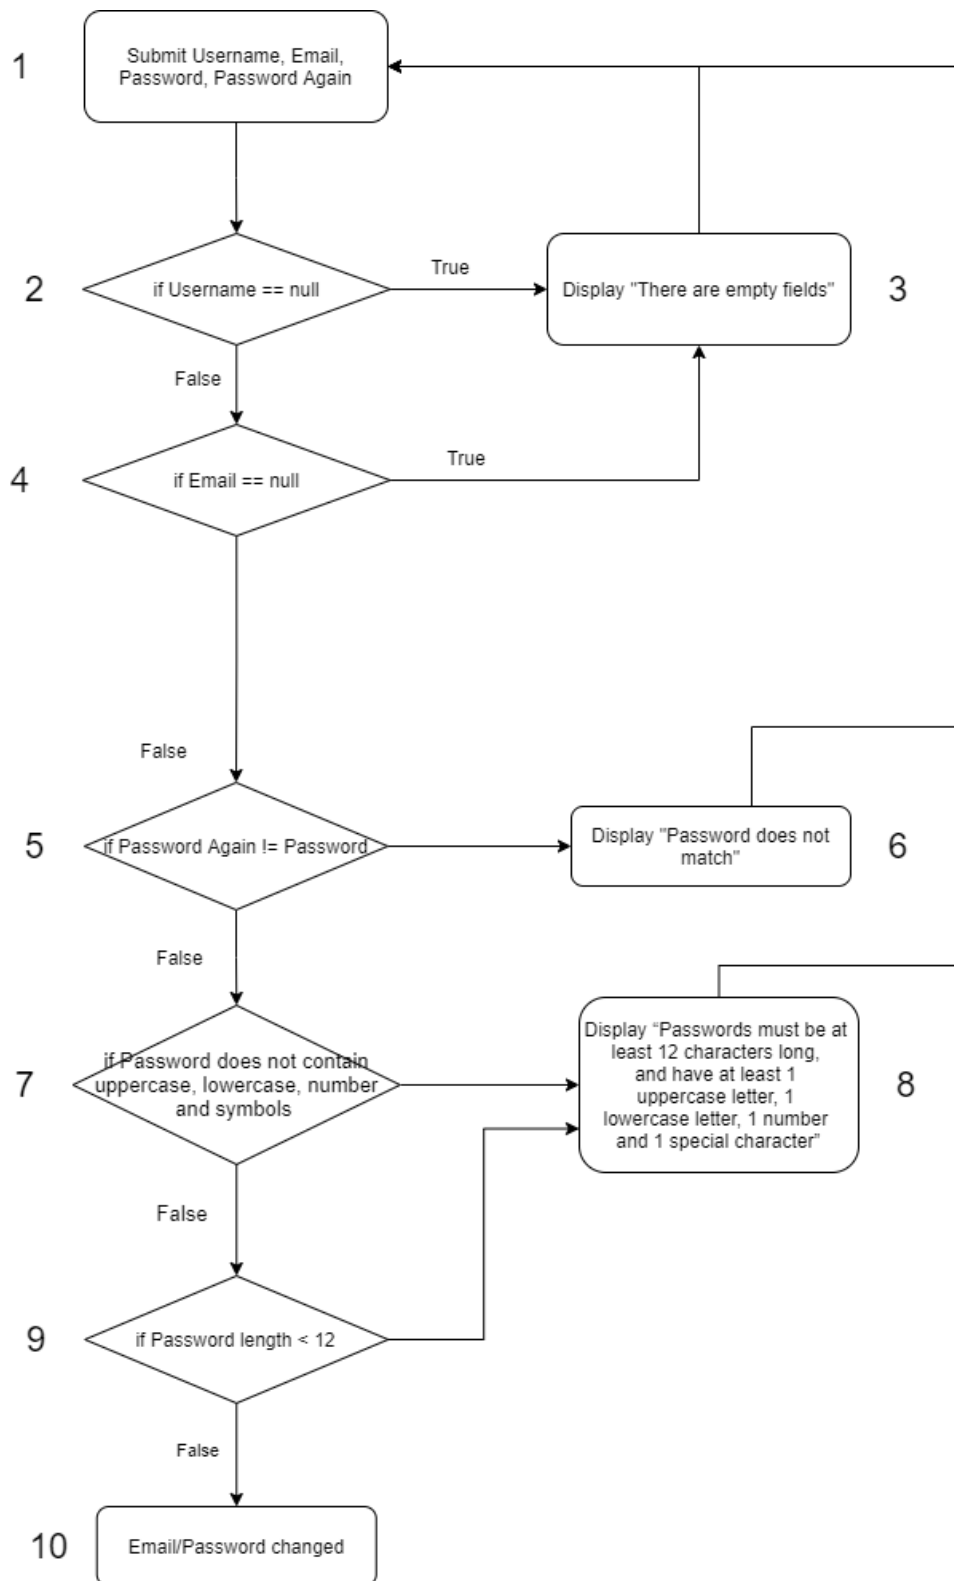 1
Submit Username, Email,
Password, Password Again
2
if Username == null
True
Display "There are empty fields"
3
False
4
if Email == null
True
False
5
if Password Again != Password
Display "Password does not
match"
6
False
7
if Password does not contain
uppercase, lowercase, number
and symbols
Display “Passwords must be at
least 12 characters long,
and have at least 1
uppercase letter, 1
lowercase letter, 1 number
and 1 special character”
8
False
9
if Password length < 12
False
10
Email/Password changed